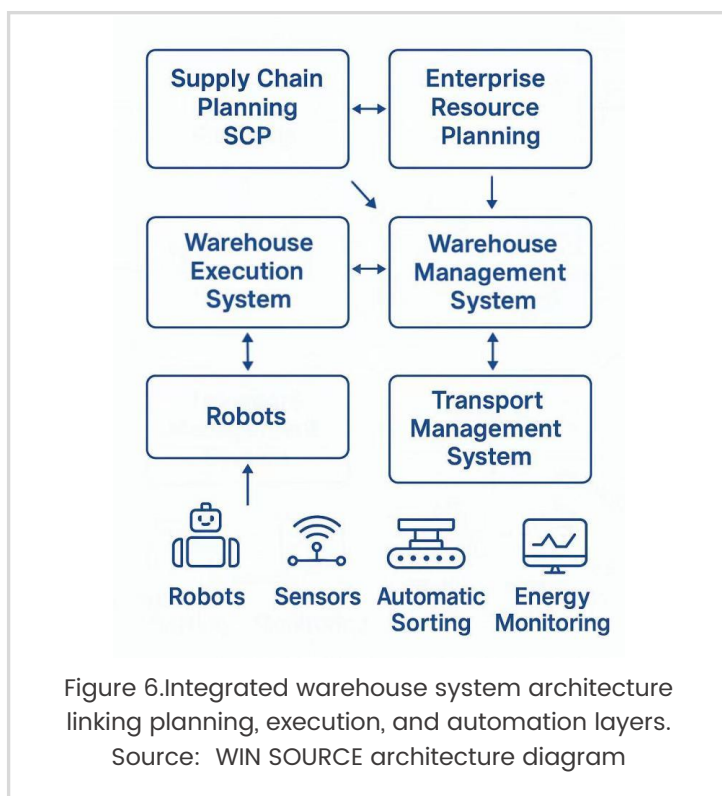 Supply Chain
Planning
SCP
Enterprise
Resource
Planning
Warehouse
Execution
System
Warehouse
Management
System
Robots
Transport
Management
System
Robots
Sensors
Automatic
Sorting
Energy
Monitoring
Figure 6.Integrated warehouse system architecture
linking planning, execution, and automation layers.
Source: WIN SOURCE architecture diagram